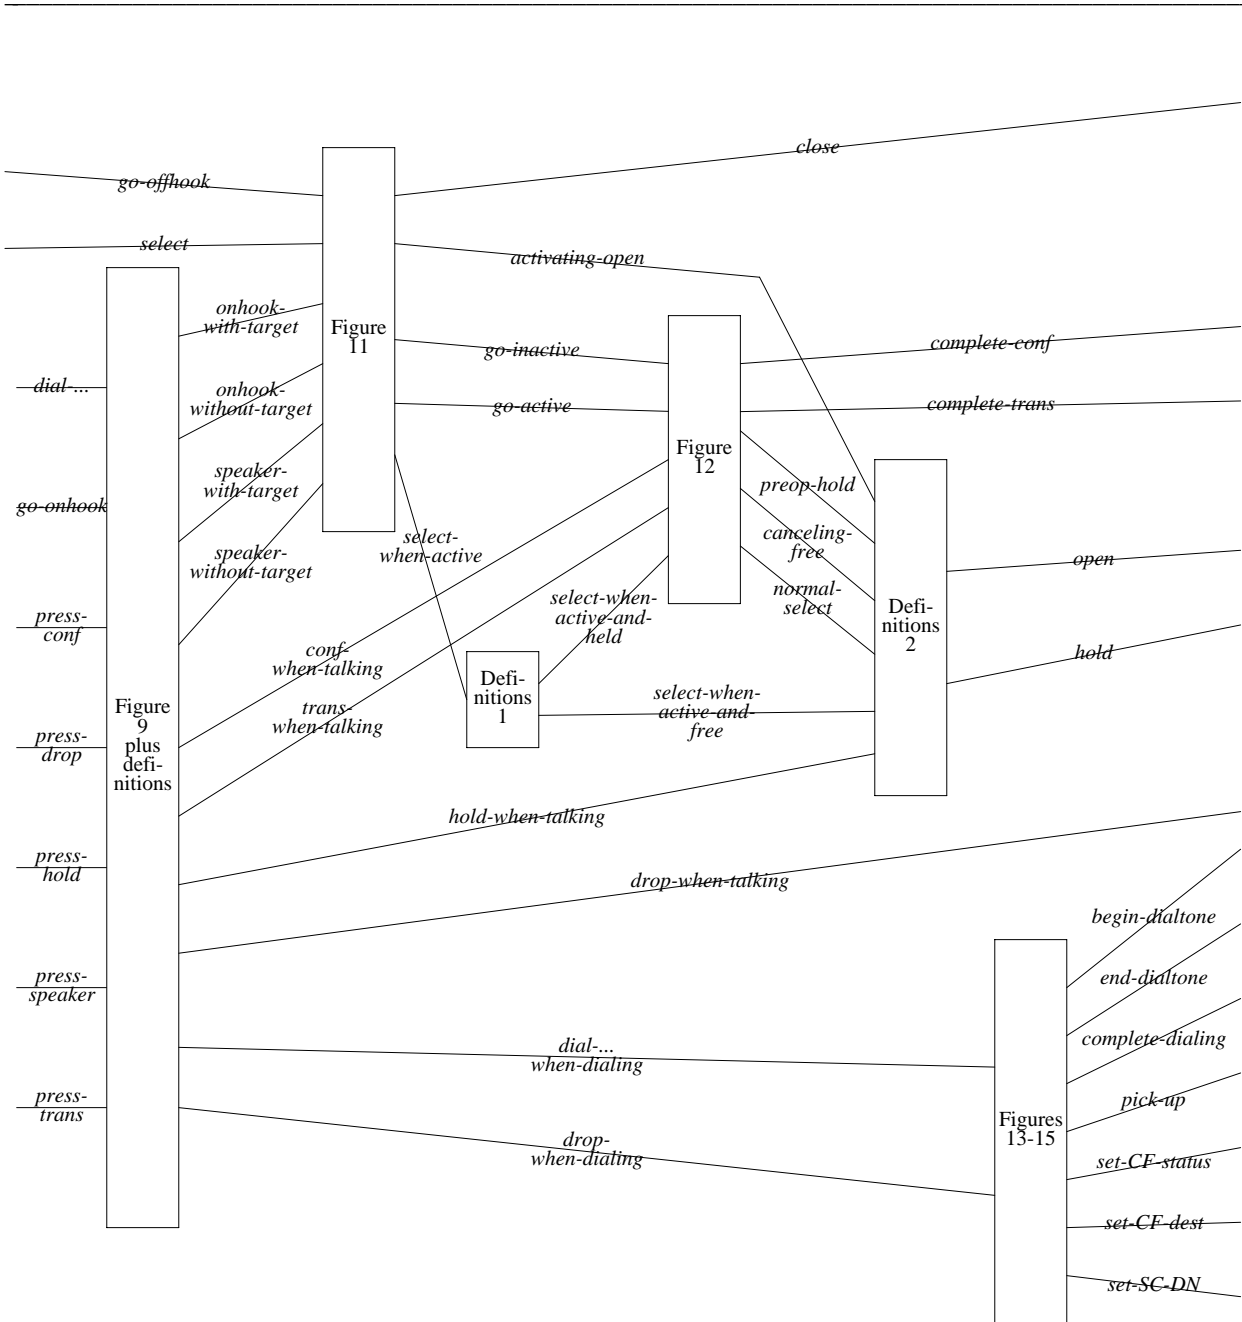 close
go-offhook
select
activating-open
onhook-
with-target
Figure
11
go-inactive
complete-conf
dial-...
onhook-
without-target
go-active
complete-trans
Figure
12
speaker-
with-target
preop-hold
go-onhook
select-
when-active
canceling-
free
speaker-
without-target
open
normal-
select
select-when-
active-and-
held
press-
conf
Defi-
nitions
2
conf-
when-talking
hold
Defi-
nitions
1
select-when-
active-and-
free
trans-
when-talking
Figure
9
plus
defi-
nitions
press-
drop
hold-when-talking
press-
hold
drop-when-talking
begin-dialtone
press-
speaker
end-dialtone
dial-...
when-dialing
complete-dialing
press-
trans
pick-up
Figures
13-15
drop-
when-dialing
set-CF-status
set-CF-dest
set-SC-DN